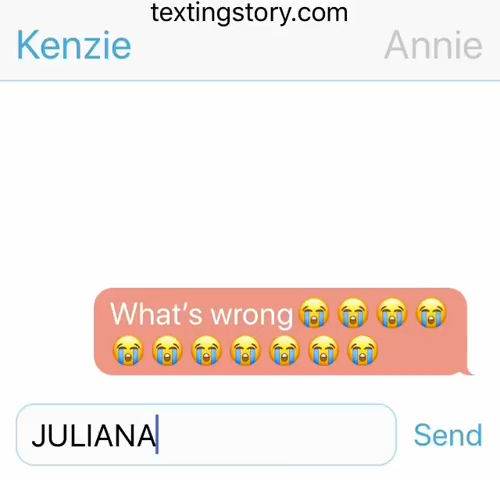 textingstory.com
Kenzie Annie
What's wrong😭😭😭😭
😭😭😭😭😭😭😭
JULIANA
Send